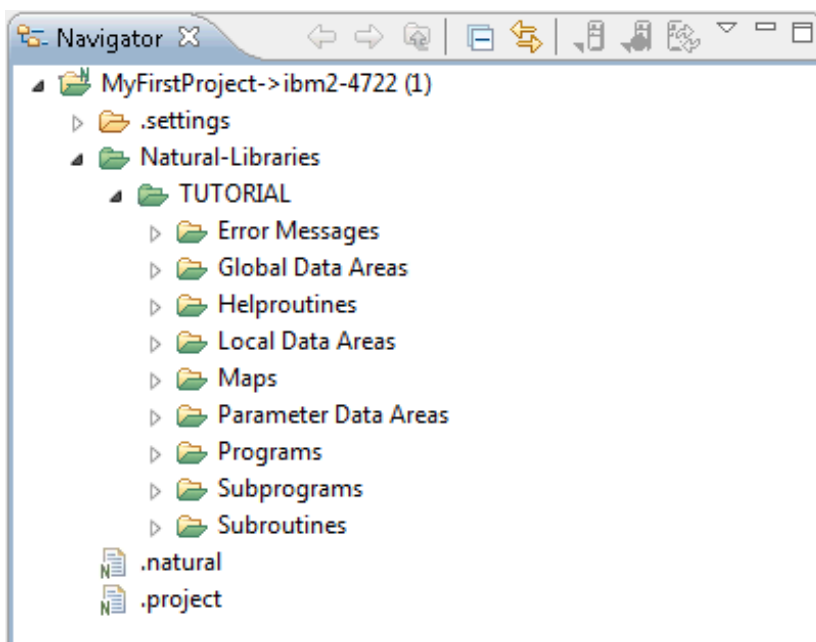 Navigator
MyFirstProject->ibm2-4722 (1)
.settings
Natural-Libraries
TUTORIAL
Error Messages
Global Data Areas
Helproutines
Local Data Areas
Maps
Parameter Data Areas
Programs
Subprograms
Subroutines
.natural
.project